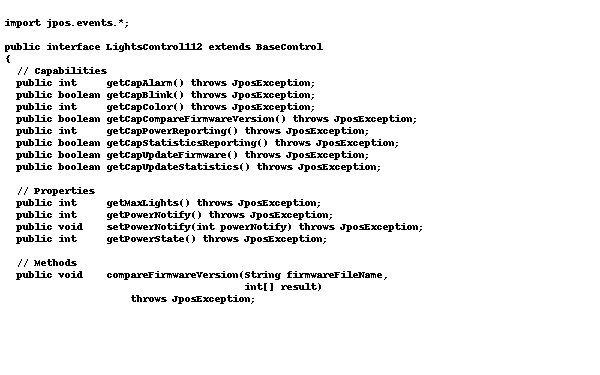 import jpos.events.*;

public interface LightsControl112 extends BaseControl
{
  // Capabilities
  public int     getCapAlarm() throws JposException;
  public boolean getCapBlink() throws JposException;
  public int     getCapColor() throws JposException;
  public boolean getCapCompareFirmwareVersion() throws JposException;
  public int     getCapPowerReporting() throws JposException;
  public boolean getCapStatisticsReporting() throws JposException;
  public boolean getCapUpdateFirmware() throws JposException;
  public boolean getCapUpdateStatistics() throws JposException;

  // Properties
  public int     getMaxLights() throws JposException;
  public int     getPowerNotify() throws JposException;
  public void    setPowerNotify(int powerNotify) throws JposException;
  public int     getPowerState() throws JposException;

  // Methods
  public void    compareFirmwareVersion(String firmwareFileName,
                                        int[] result)
                     throws JposException;